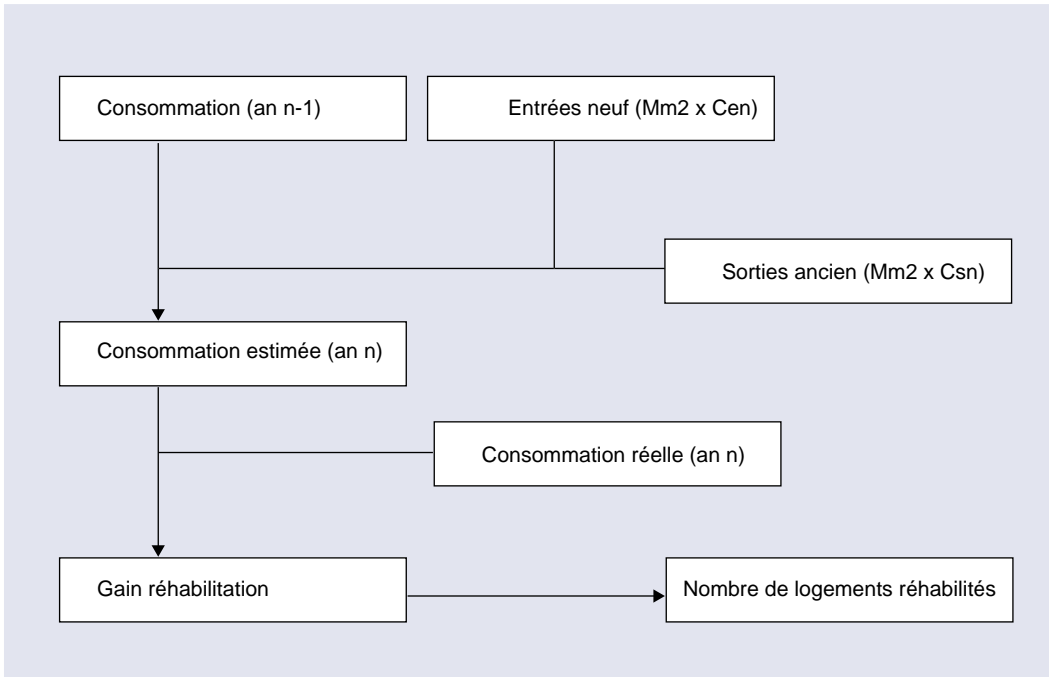 Consommation (an n-1)
Entrées neuf (Mm2 x Cen)
Sorties ancien (Mm2 x Csn)
Consommation estimée (an n)
Consommation réelle (an n)
Gain réhabilitation
Nombre de logements réhabilités